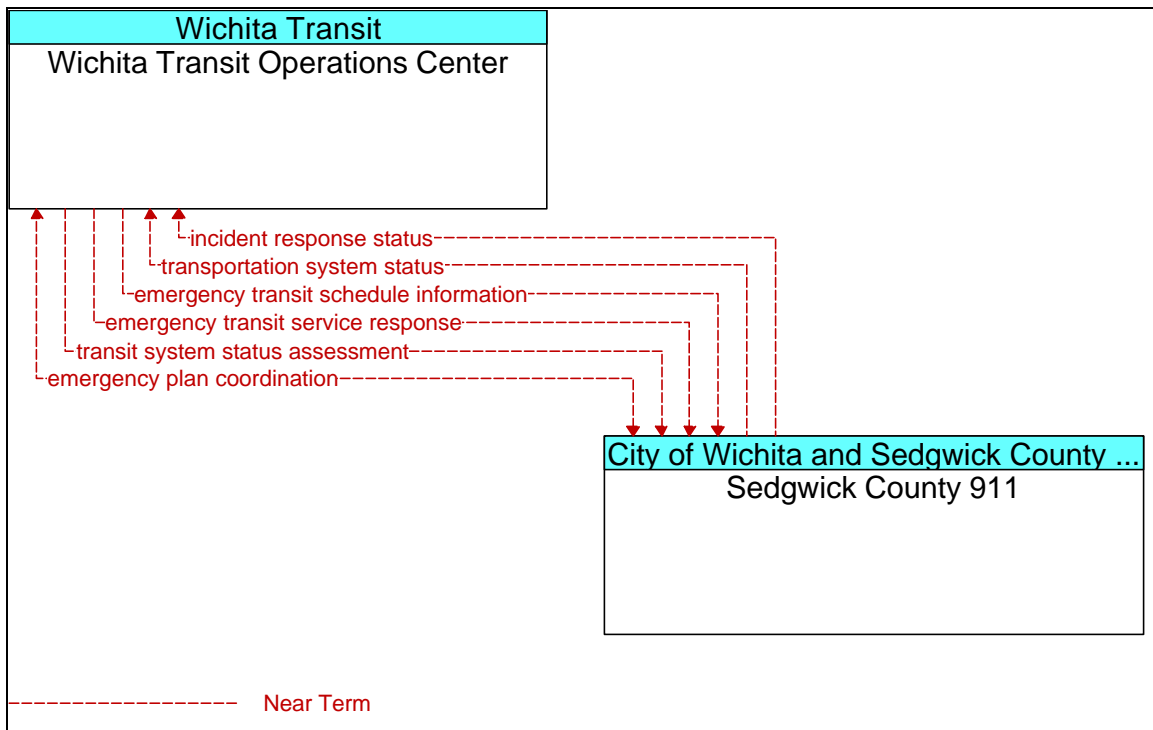 Wichita Transit
Wichita Transit Operations Center
incident response status
transportation system status
emergency transit schedule information
emergency transit service response
transit system status assessment
emergency plan coordination
City of Wichita and Sedgwick County ...
Sedgwick County 911
Near Term